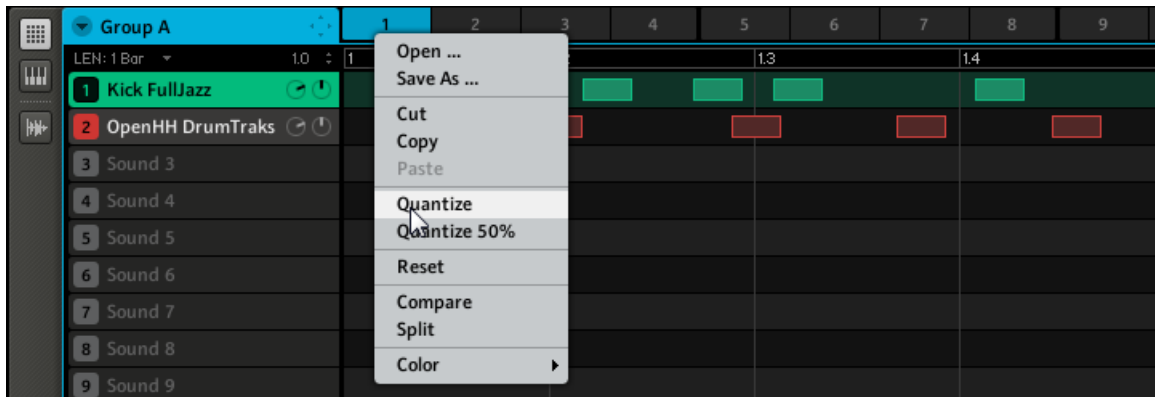 Group A
1 2 3 4 5 6 7 8 9
LEN: 1 Bar 1.0 1 1.3 1.4
1 Kick FullJazz
2 OpenHH DrumTraks
3 Sound 3
4 Sound 4
5 Sound 5
6 Sound 6
7 Sound 7
8 Sound 8
9 Sound 9
Open ...
Save As ...
Cut
Copy
Paste
Quantize
Quantize 50%
Reset
Compare
Split
Color